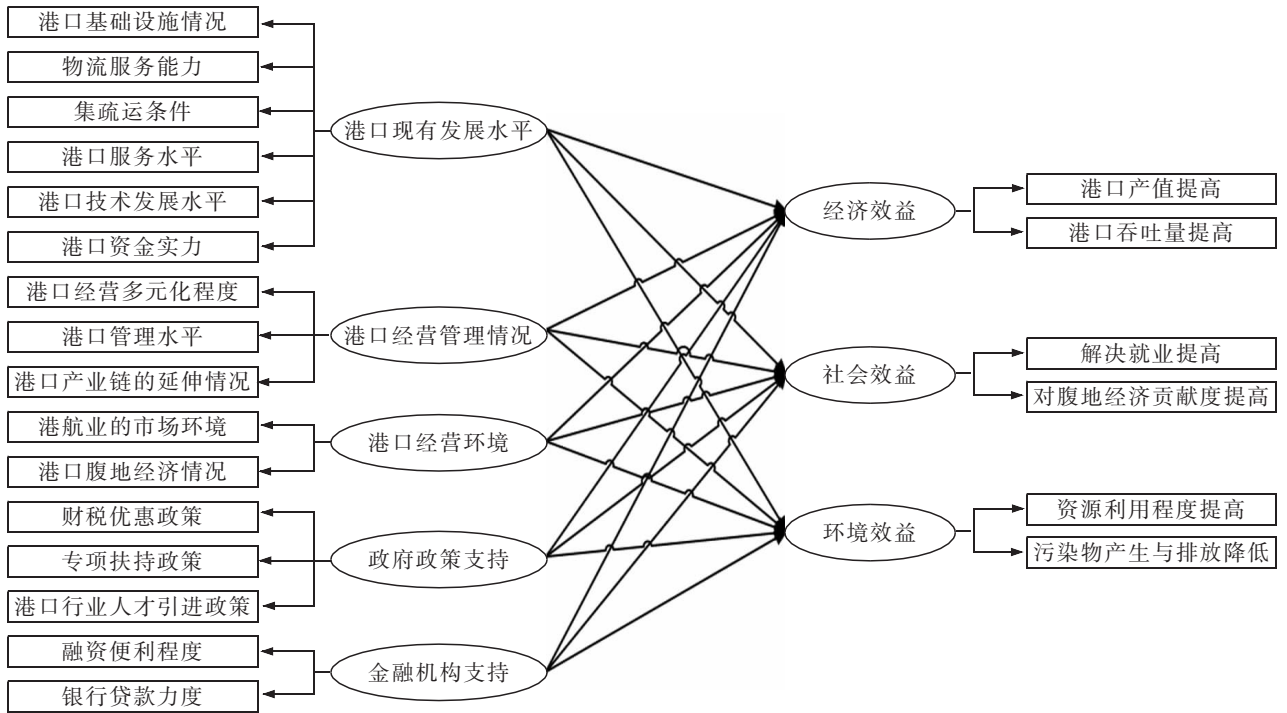 港口基础设施情况
物流服务能力
集疏运条件
港口服务水平
港口技术发展水平
港口资金实力
港口经营多元化程度
港口管理水平
港口产业链的延伸情况
港航业的市场环境
港口腹地经济情况
财税优惠政策
专项扶持政策
港口行业人才引进政策
融资便利程度
银行贷款力度
港口现有发展水平
港口经营管理情况
港口经营环境
政府政策支持
金融机构支持
经济效益
社会效益
环境效益
港口产值提高
港口吞吐量提高
解决就业提高
对腹地经济贡献度提高
资源利用程度提高
污染物产生与排放降低